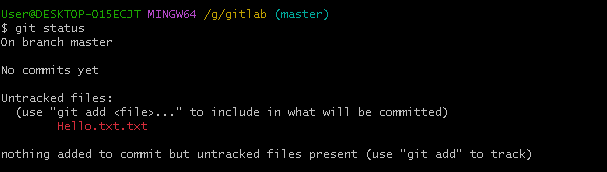 User@DESKTOP-O15ECJT MINGW64 /g/gitlab (master)
$ git status
On branch master
No commits yet
Untracked files:
(use "git add <file>..." to include in what will be committed)
Hello.txt.txt
nothing added to commit but untracked files present (use "git add" to track)